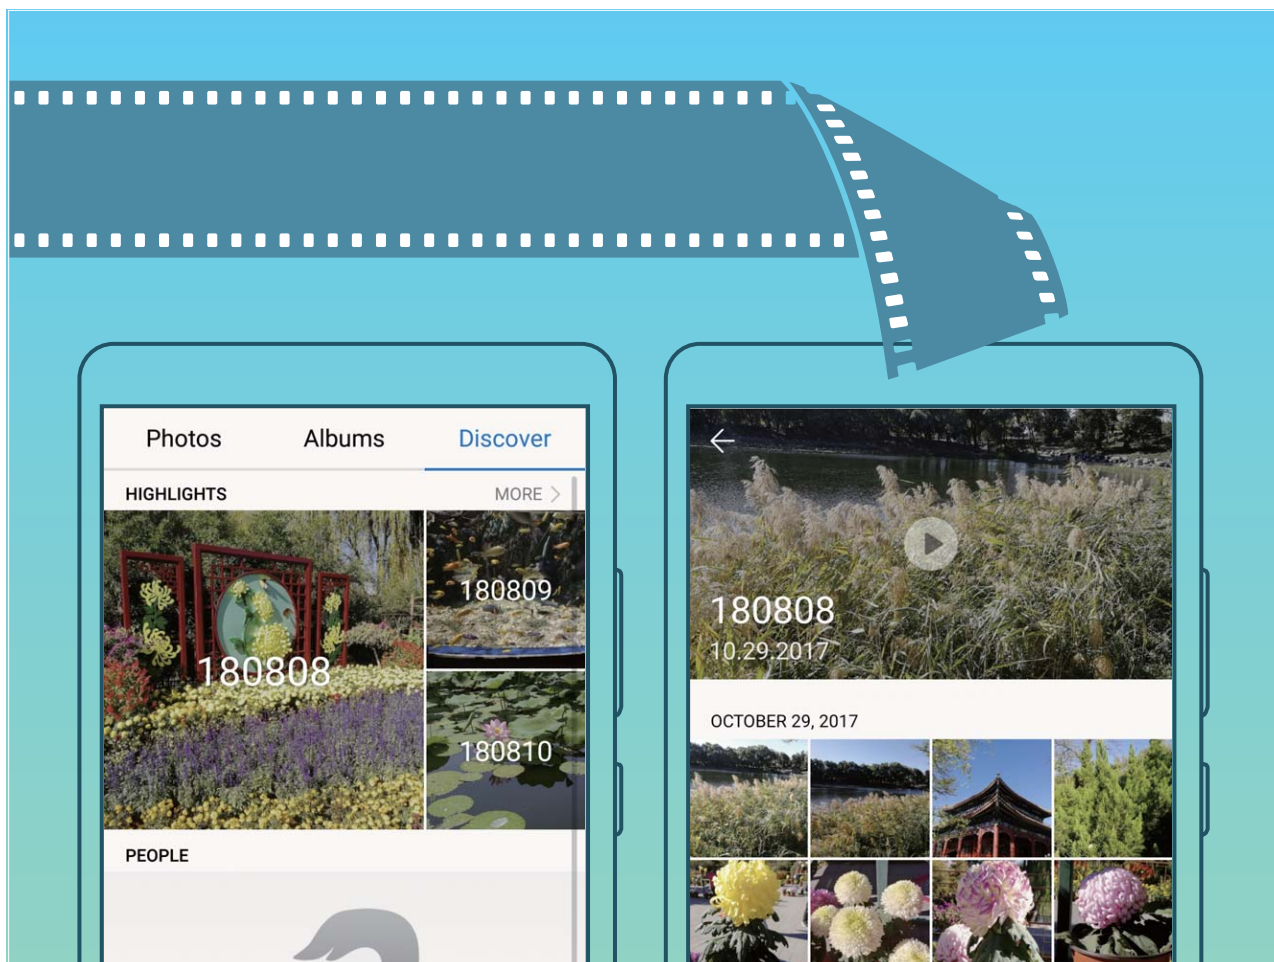 Photos Albums Discover
HIGHLIGHTS MORE
180808
180809
180810
PEOPLE
180808
10.29.2017
OCTOBER 29, 2017